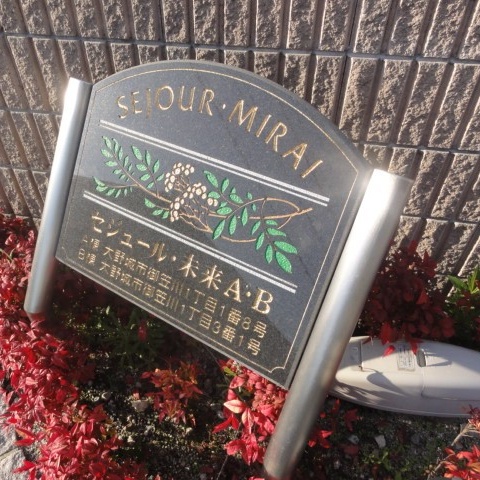 SEJOUR・MIRAI
セジュール・未来A・B
A棟 大野城市御笠川1丁目1番8号
B棟 大野城市御笠川1丁目3番1号